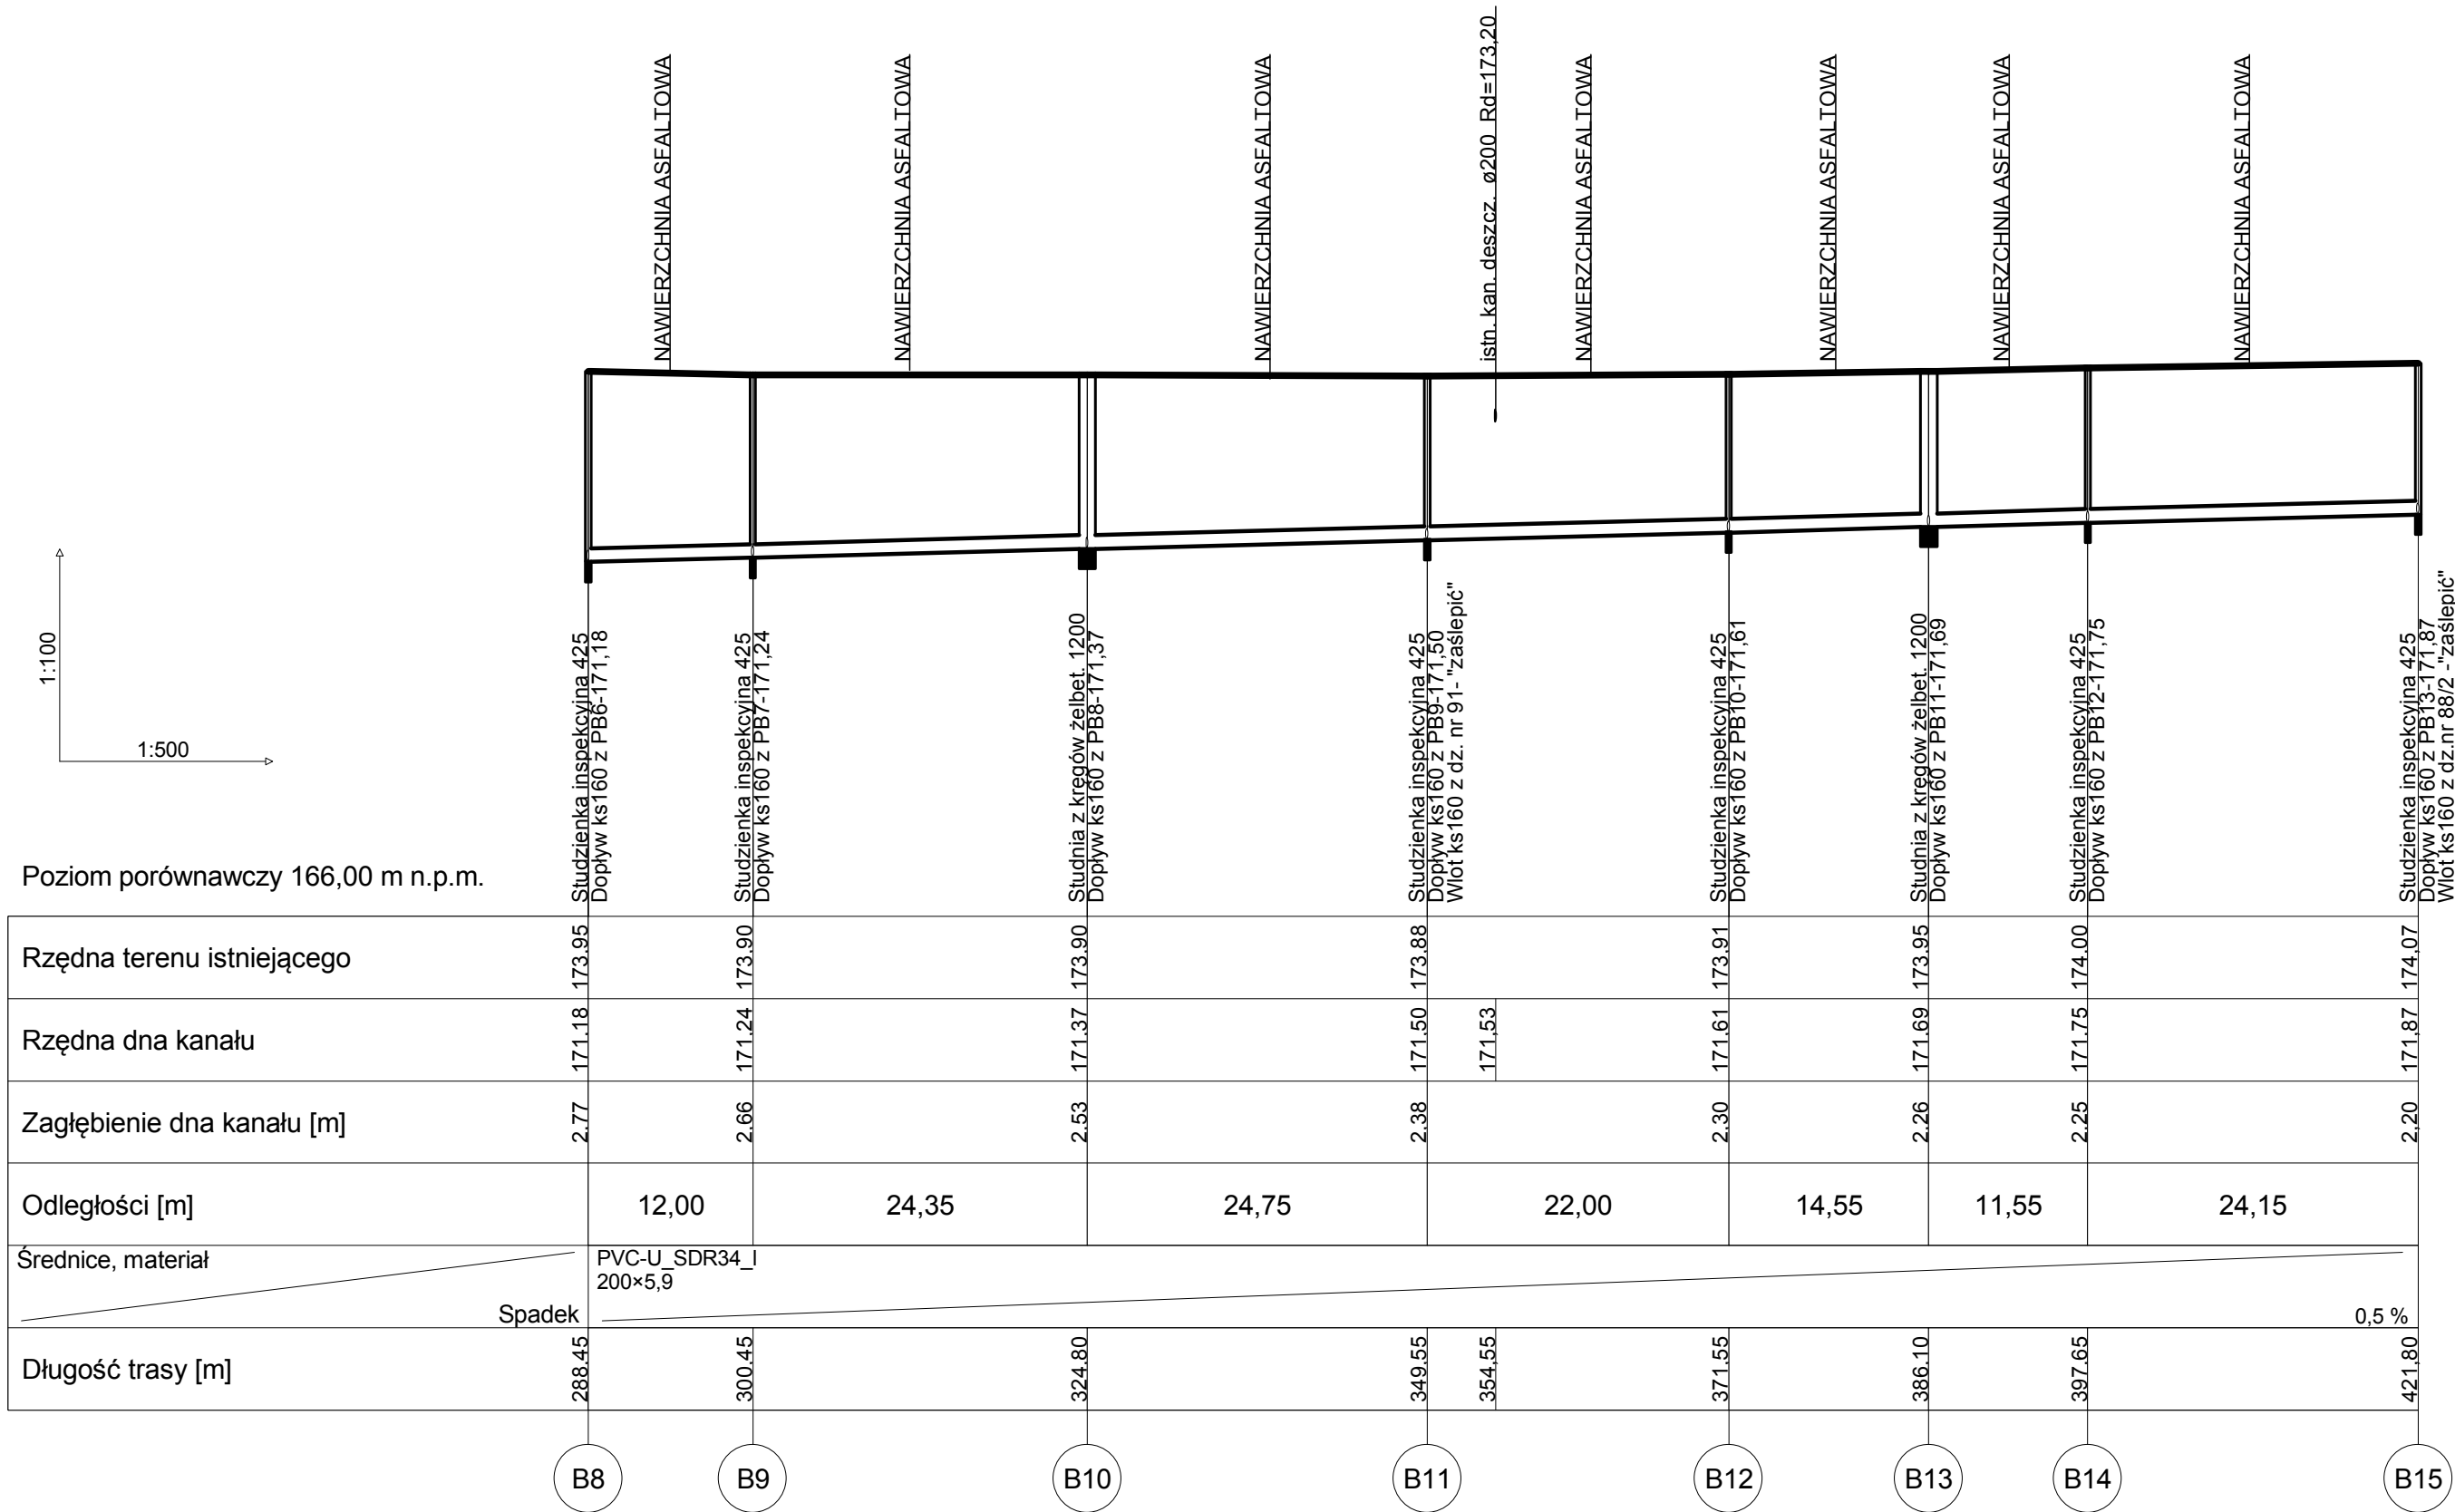 NAWIERZCHNIA ASFALTOWA
NAWIERZCHNIA ASFALTOWA
NAWIERZCHNIA ASFALTOWA
istn. kan. deszcz. ø200 Rd=173,20
NAWIERZCHNIA ASFALTOWA
NAWIERZCHNIA ASFALTOWA
NAWIERZCHNIA ASFALTOWA
NAWIERZCHNIA ASFALTOWA
1:100
1:500
Studzienka inspekcyjna 425
Dopływ ks160 z PB6-171,18
Studzienka inspekcyjna 425
Dopływ ks160 z PB7-171,24
Studnia z kręgów żelbet. 1200
Dopływ ks160 z PB8-171,37
Studzienka inspekcyjna 425
Dopływ ks160 z PB9-171,50
Wlot ks160 z dz. nr 91- "zaślepić"
Studzienka inspekcyjna 425
Dopływ ks160 z PB10-171,61
Studnia z kręgów żelbet. 1200
Dopływ ks160 z PB11-171,69
Studzienka inspekcyjna 425
Dopływ ks160 z PB12-171,75
Studzienka inspekcyjna 425
Dopływ ks160 z PB13-171,87
Wlot ks160 z dz.nr 88/2 -"zaślepić"
Poziom porównawczy 166,00 m n.p.m.
Rzędna terenu istniejącego 173.95 173.90 173.90 173.88 173.91 173.95 174.00 174,07
Rzędna dna kanału 171.18 171.24 171.37 171.50 171,53 171.61 171.69 171.75 171,87
Zagłębienie dna kanału [m] 2.77 2.66 2.53 2.38 2.30 2.26 2.25 2,20
Odległości [m] 12,00 24,35 24,75 22,00 14,55 11,55 24,15
Średnice, materiał PVC-U_SDR34_I
200×5,9
Spadek 0,5 %
Długość trasy [m] 288.45 300.45 324.80 349.55 354,55 371.55 386.10 397.65 421,80
B8 B9 B10 B11 B12 B13 B14 B15